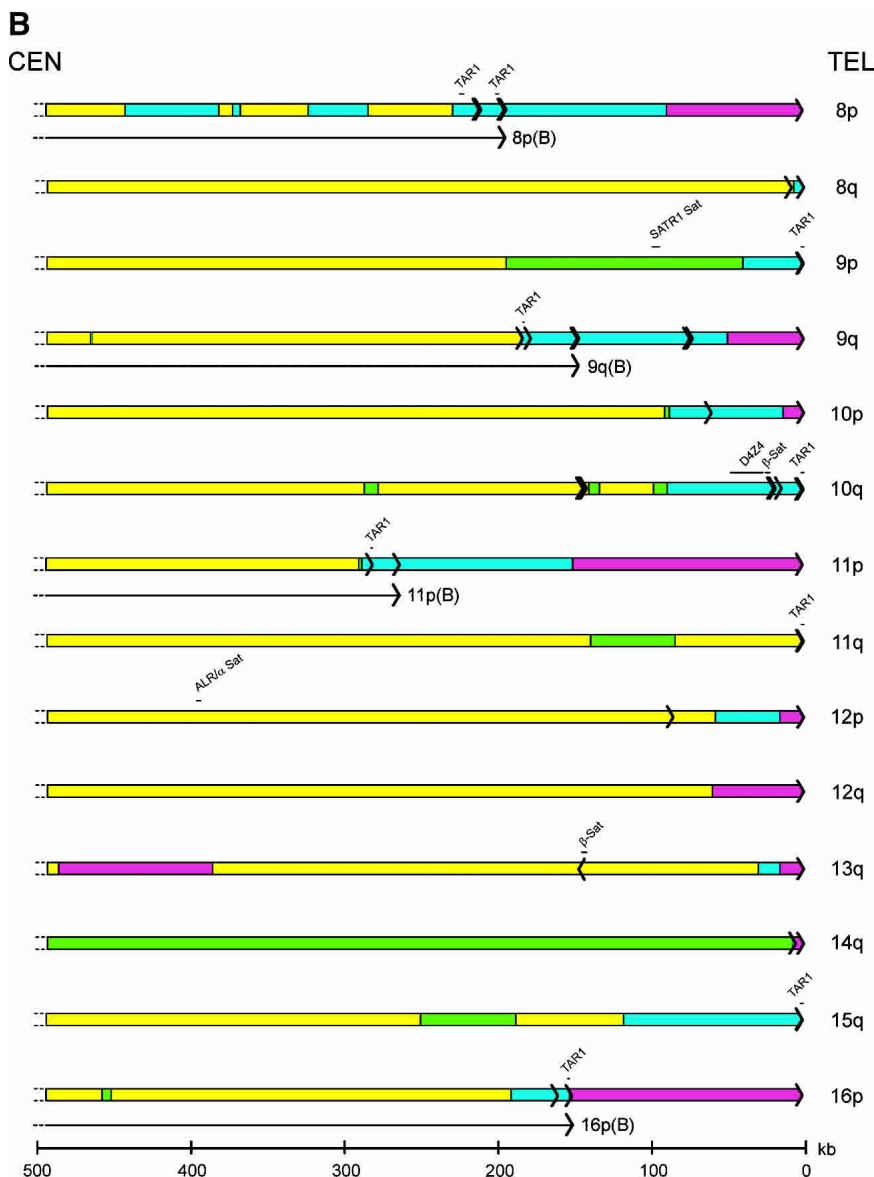 B
CEN TEL
TAR1 TAR1
8p
8p(B)
8q
SATR1 Sat TAR1
9p
TAR1
9q
9q(B)
10p
D4Z4 β-Sat TAR1
10q
TAR1
11p
11p(B)
TAR1
11q
ALR/α Sat
12p
12q
β-Sat
13q
14q
TAR1
15q
TAR1
16p
16p(B)
kb
500 400 300 200 100 0